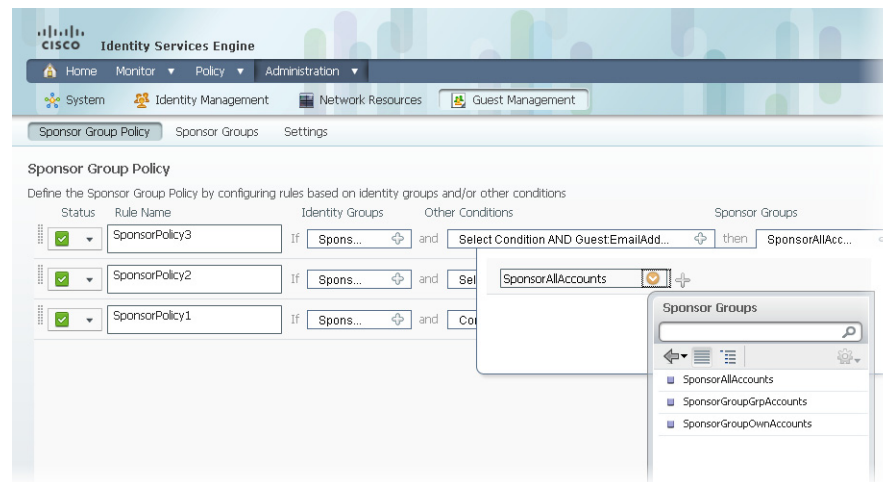 CISCO Identity Services Engine
Home Monitor Policy Administration
System Identity Management Network Resources Guest Management
Sponsor Group Policy Sponsor Groups Settings
Sponsor Group Policy
Define the Sponsor Group Policy by configuring rules based on identity groups and/or other conditions
Status Rule Name Identity Groups Other Conditions Sponsor Groups
SponsorPolicy3 If Spons... and Select Condition AND Guest:EmailAdd... then SponsorAllAcc...
SponsorPolicy2 If Spons... and Sel
SponsorAllAccounts
Sponsor Groups
SponsorPolicy1 If Spons... and Co
SponsorAllAccounts
SponsorGroupGrpAccounts
SponsorGroupOwnAccounts